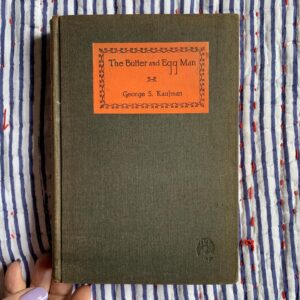 The Butter and Egg Man
George S. Kaufman